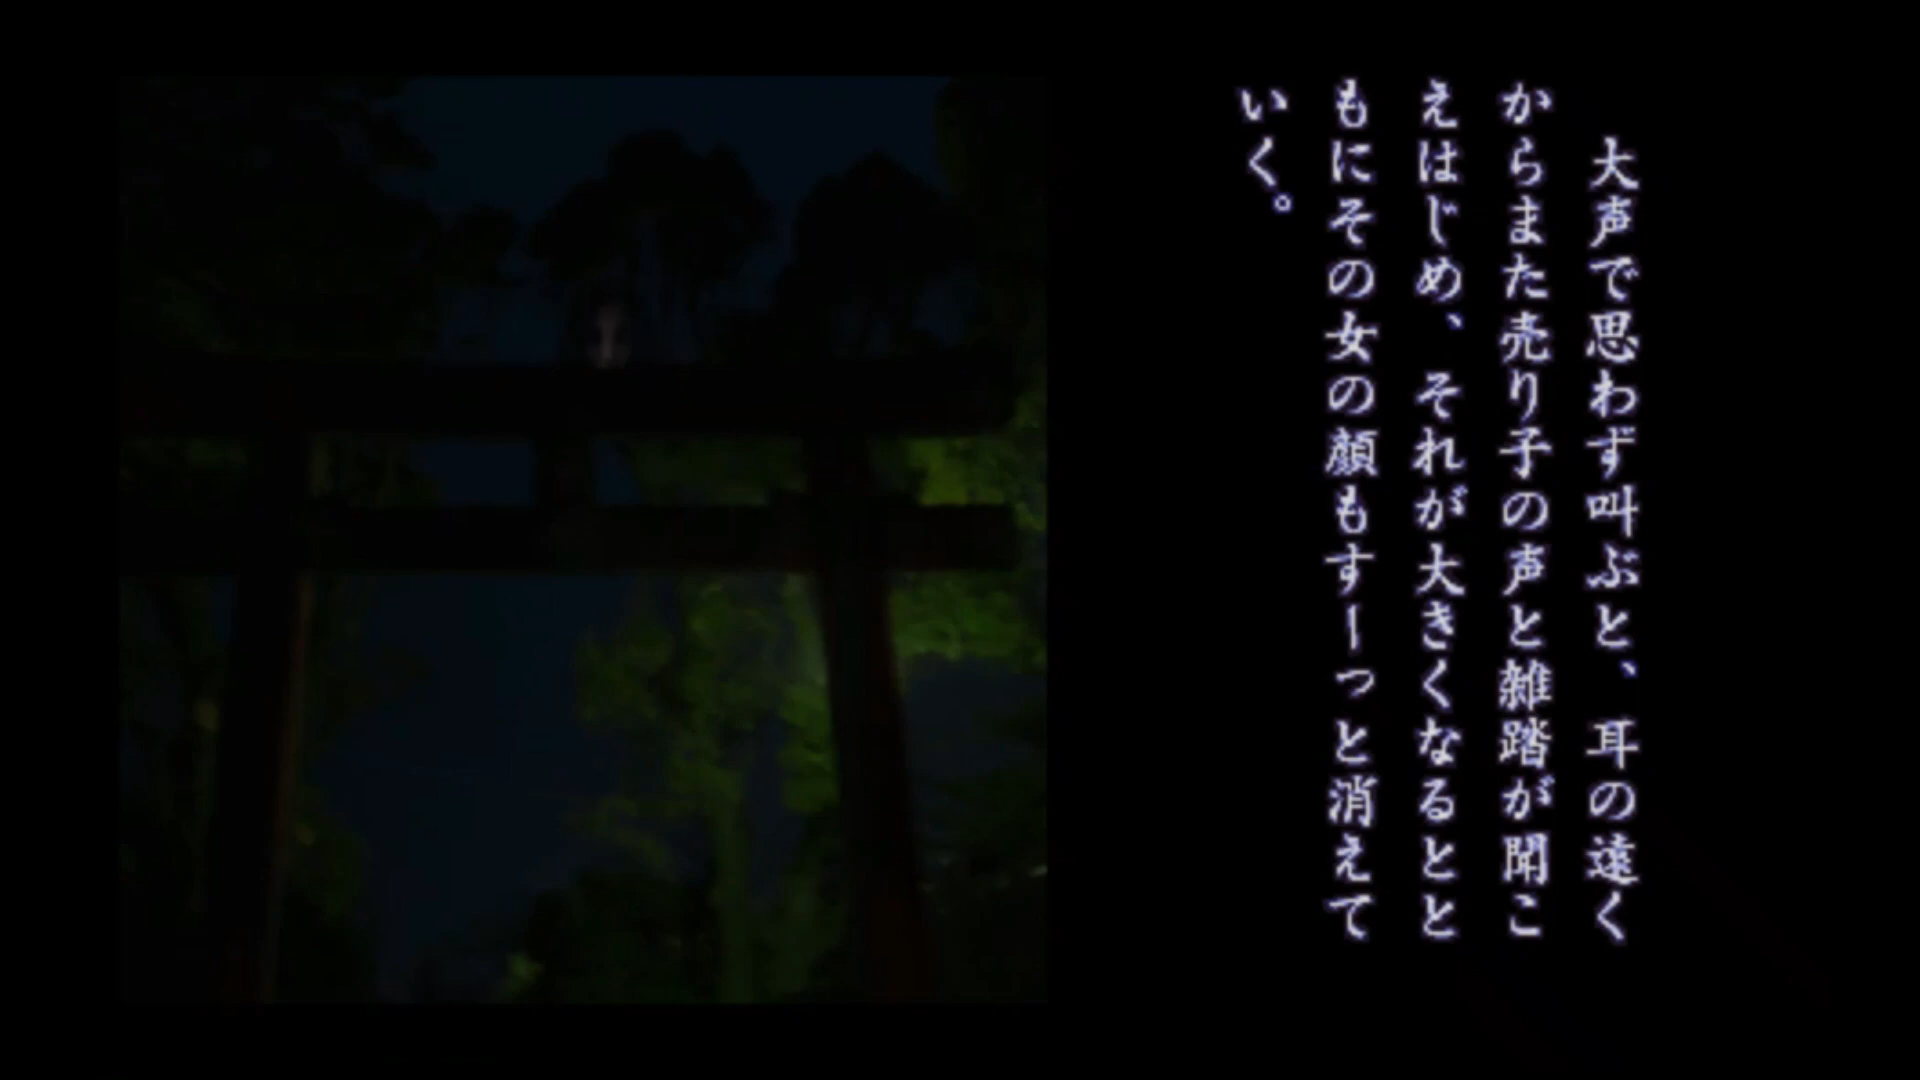 大声で思わず叫ぶと、耳の遠く
からまた売り子の声と雑踏が聞こ
えはじめ、それが大きくなるとと
もにその女の顔もすーっと消えて
いく。